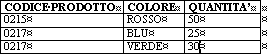 CODICE PRODOTTO COLORE QUANTITA'
0215 ROSSO 50
0217 BLU 25
0217 VERDE 30